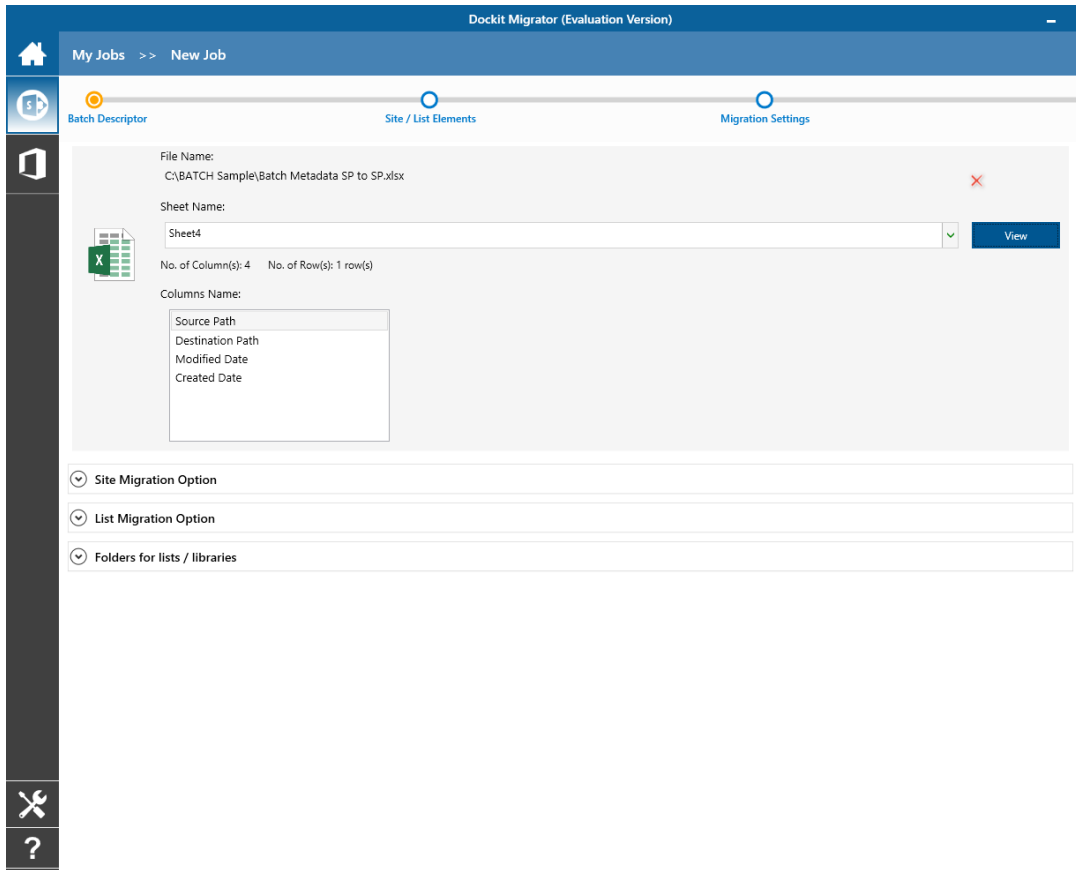 Dockit Migrator (Evaluation Version)
My Jobs >> New Job
Batch Descriptor
Site / List Elements
Migration Settings
File Name:
C:\BATCH Sample\Batch Metadata SP to SP.xlsx
Sheet Name:
Sheet4
View
No. of Column(s): 4 No. of Row(s): 1 row(s)
Columns Name:
Source Path
Destination Path
Modified Date
Created Date
Site Migration Option
List Migration Option
Folders for lists / libraries